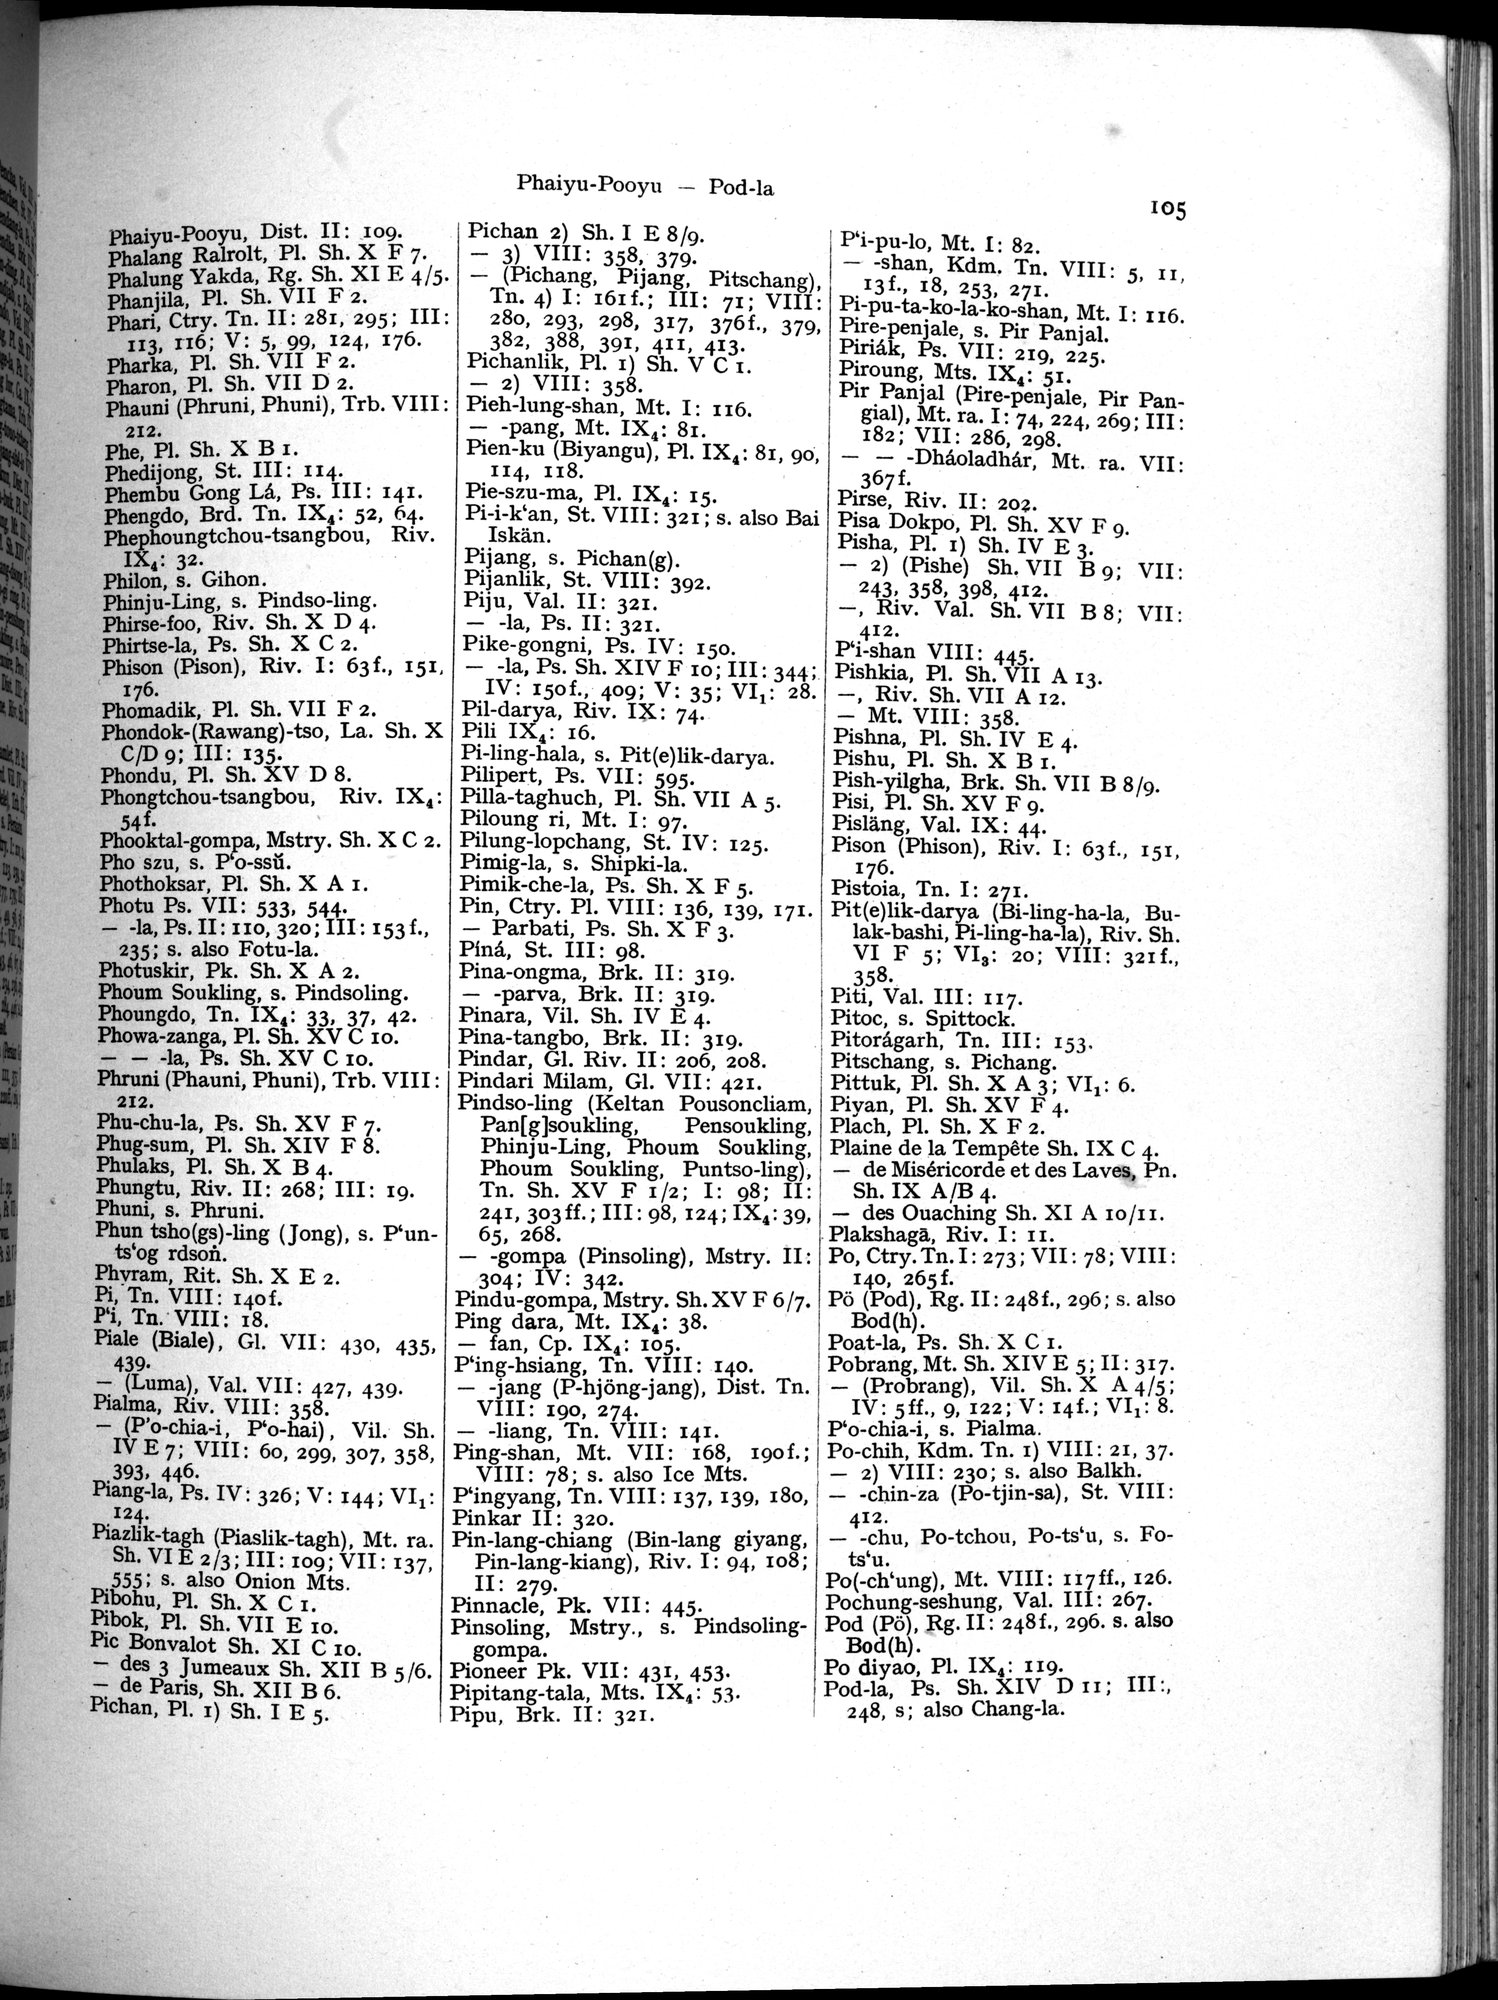 Phaiyu-Pooyu — Pod-la
105
Phaiyu-Pooyu, Dist. II: 109.
Phalang Ralrolt, Pl. Sh. X F 7.
Phalung Yakda, Rg. Sh. XI E 4/5.
Phanjila, Pl. Sh. VII F 2.
Phari, Ctry. Tn. II: 281, 295; III:
113, 116; V: 5, 99, 124, 176.
Pharka, Pl. Sh. VII F 2.
Pharon, Pl. Sh. VII D 2.
Phauni (Phruni, Phuni), Trb. VIII:
212.
Phe, Pl. Sh. X B 1.
Phedijong, St. III: 114.
Phembu Gong Lá, Ps. III: 141.
Phengdo, Brd. Tn. IX₄: 52, 64.
Phephoungtchou-tsangbou, Riv.
IX₄: 32.
Philon, s. Gihon.
Phinju-Ling, s. Pindso-ling.
Phirse-foo, Riv. Sh. X D 4.
Phirtse-la, Ps. Sh. X C 2.
Phison (Pison), Riv. I: 63f., 151,
176.
Phomadik, Pl. Sh. VII F 2.
Phondok-(Rawang)-tso, La. Sh. X
C/D 9; III: 135.
Phondu, Pl. Sh. XV D 8.
Phongtchou-tsangbou, Riv. IX₄:
54f.
Phooktal-gompa, Mstry. Sh. X C 2.
Pho szu, s. P‘o-ssŭ.
Phothoksar, Pl. Sh. X A 1.
Photu Ps. VII: 533, 544.
— -la, Ps. II: 110, 320; III: 153f.,
235; s. also Fotu-la.
Photuskir, Pk. Sh. X A 2.
Phoum Soukling, s. Pindsoling.
Phoungdo, Tn. IX₄: 33, 37, 42.
Phowa-zanga, Pl. Sh. XV C 10.
— — -la, Ps. Sh. XV C 10.
Phruni (Phauni, Phuni), Trb. VIII:
212.
Phu-chu-la, Ps. Sh. XV F 7.
Phug-sum, Pl. Sh. XIV F 8.
Phulaks, Pl. Sh. X B 4.
Phungtu, Riv. II: 268; III: 19.
Phuni, s. Phruni.
Phun tsho(gs)-ling (Jong), s. P‘un-
ts‘og rdsoṅ.
Phyram, Rit. Sh. X E 2.
Pi, Tn. VIII: 140f.
P‘i, Tn. VIII: 18.
Piale (Biale), Gl. VII: 430, 435,
439.
— (Luma), Val. VII: 427, 439.
Pialma, Riv. VIII: 358.
— (P’o-chia-i, P‘o-hai), Vil. Sh.
IV E 7; VIII: 60, 299, 307, 358,
393, 446.
Piang-la, Ps. IV: 326; V: 144; VI₁:
124.
Piazlik-tagh (Piaslik-tagh), Mt. ra.
Sh. VI E 2/3; III: 109; VII: 137,
555; s. also Onion Mts.
Pibohu, Pl. Sh. X C 1.
Pibok, Pl. Sh. VII E 10.
Pic Bonvalot Sh. XI C 10.
— des 3 Jumeaux Sh. XII B 5/6.
— de Paris, Sh. XII B 6.
Pichan, Pl. 1) Sh. I E 5.
Pichan 2) Sh. I E 8/9.
— 3) VIII: 358, 379.
— (Pichang, Pijang, Pitschang),
Tn. 4) I: 161f.; III: 71; VIII:
280, 293, 298, 317, 376f., 379,
382, 388, 391, 411, 413.
Pichanlik, Pl. 1) Sh. V C 1.
— 2) VIII: 358.
Pieh-lung-shan, Mt. I: 116.
— -pang, Mt. IX₄: 81.
Pien-ku (Biyangu), Pl. IX₄: 81, 90,
114, 118.
Pie-szu-ma, Pl. IX₄: 15.
Pi-i-k‘an, St. VIII: 321; s. also Bai
Iskän.
Pijang, s. Pichan(g).
Pijanlik, St. VIII: 392.
Piju, Val. II: 321.
— -la, Ps. II: 321.
Pike-gongni, Ps. IV: 150.
— -la, Ps. Sh. XIV F 10; III: 344;
IV: 150f., 409; V: 35; VI₁: 28.
Pil-darya, Riv. IX: 74.
Pili IX₄: 16.
Pi-ling-hala, s. Pit(e)lik-darya.
Pilipert, Ps. VII: 595.
Pilla-taghuch, Pl. Sh. VII A 5.
Piloung ri, Mt. I: 97.
Pilung-lopchang, St. IV: 125.
Pimig-la, s. Shipki-la.
Pimik-che-la, Ps. Sh. X F 5.
Pin, Ctry. Pl. VIII: 136, 139, 171.
— Parbati, Ps. Sh. X F 3.
Píná, St. III: 98.
Pina-ongma, Brk. II: 319.
— -parva, Brk. II: 319.
Pinara, Vil. Sh. IV E 4.
Pina-tangbo, Brk. II: 319.
Pindar, Gl. Riv. II: 206, 208.
Pindari Milam, Gl. VII: 421.
Pindso-ling (Keltan Pousoncliam,
Pan[g]soukling, Pensoukling,
Phinju-Ling, Phoum Soukling,
Phoum Soukling, Puntso-ling),
Tn. Sh. XV F 1/2; I: 98; II:
241, 303ff.; III: 98, 124; IX₄: 39,
65, 268.
— -gompa (Pinsoling), Mstry. II:
304; IV: 342.
Pindu-gompa, Mstry. Sh. XV F 6/7.
Ping dara, Mt. IX₄: 38.
— fan, Cp. IX₄: 105.
P‘ing-hsiang, Tn. VIII: 140.
— -jang (P-hjöng-jang), Dist. Tn.
VIII: 190, 274.
— -liang, Tn. VIII: 141.
Ping-shan, Mt. VII: 168, 190f.;
VIII: 78; s. also Ice Mts.
P‘ingyang, Tn. VIII: 137, 139, 180,
Pinkar II: 320.
Pin-lang-chiang (Bin-lang giyang,
Pin-lang-kiang), Riv. I: 94, 108;
II: 279.
Pinnacle, Pk. VII: 445.
Pinsoling, Mstry., s. Pindsoling-
gompa.
Pioneer Pk. VII: 431, 453.
Pipitang-tala, Mts. IX₄: 53.
Pipu, Brk. II: 321.
P‘i-pu-lo, Mt. I: 82.
— -shan, Kdm. Tn. VIII: 5, 11,
13f., 18, 253, 271.
Pi-pu-ta-ko-la-ko-shan, Mt. I: 116.
Pire-penjale, s. Pir Panjal.
Piriák, Ps. VII: 219, 225.
Piroung, Mts. IX₄: 51.
Pir Panjal (Pire-penjale, Pir Pan-
gial), Mt. ra. I: 74, 224, 269; III:
182; VII: 286, 298.
— — -Dháoladhár, Mt. ra. VII:
367f.
Pirse, Riv. II: 202.
Pisa Dokpo, Pl. Sh. XV F 9.
Pisha, Pl. 1) Sh. IV E 3.
— 2) (Pishe) Sh. VII B 9; VII:
243, 358, 398, 412.
—, Riv. Val. Sh. VII B 8; VII:
412.
P‘i-shan VIII: 445.
Pishkia, Pl. Sh. VII A 13.
—, Riv. Sh. VII A 12.
— Mt. VIII: 358.
Pishna, Pl. Sh. IV E 4.
Pishu, Pl. Sh. X B 1.
Pish-yilgha, Brk. Sh. VII B 8/9.
Pisi, Pl. Sh. XV F 9.
Pisläng, Val. IX: 44.
Pison (Phison), Riv. I: 63f., 151,
176.
Pistoia, Tn. I: 271.
Pit(e)lik-darya (Bi-ling-ha-la, Bu-
lak-bashi, Pi-ling-ha-la), Riv. Sh.
VI F 5; VI₃: 20; VIII: 321f.,
358.
Piti, Val. III: 117.
Pitoc, s. Spittock.
Pitorágarh, Tn. III: 153.
Pitschang, s. Pichang.
Pittuk, Pl. Sh. X A 3; VI₁: 6.
Piyan, Pl. Sh. XV F 4.
Plach, Pl. Sh. X F 2.
Plaine de la Tempête Sh. IX C 4.
— de Miséricorde et des Laves, Pn.
Sh. IX A/B 4.
— des Ouaching Sh. XI A 10/11.
Plakshagā, Riv. I: 11.
Po, Ctry. Tn. I: 273; VII: 78; VIII:
140, 265f.
Pö (Pod), Rg. II: 248f., 296; s. also
Bod(h).
Poat-la, Ps. Sh. X C 1.
Pobrang, Mt. Sh. XIV E 5; II: 317.
— (Probrang), Vil. Sh. X A 4/5;
IV: 5ff., 9, 122; V: 14f.; VI₁: 8.
P‘o-chia-i, s. Pialma.
Po-chih, Kdm. Tn. 1) VIII: 21, 37.
— 2) VIII: 230; s. also Balkh.
— -chin-za (Po-tjin-sa), St. VIII:
412.
— -chu, Po-tchou, Po-ts‘u, s. Fo-
ts‘u.
Po(-ch‘ung), Mt. VIII: 117ff., 126.
Pochung-seshung, Val. III: 267.
Pod (Pö), Rg. II: 248f., 296. s. also
Bod(h).
Po diyao, Pl. IX₄: 119.
Pod-la, Ps. Sh. XIV D 11; III:,
248, s; also Chang-la.